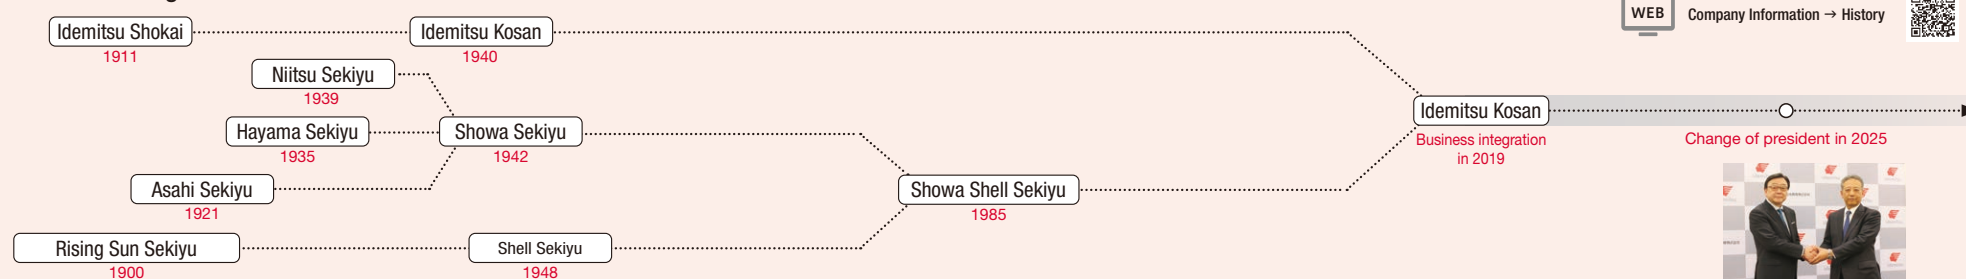 WEB
Company Information → History
Idemitsu Shokai
1911
Idemitsu Kosan
1940
Niitsu Sekiyu
1939
Hayama Sekiyu
1935
Asahi Sekiyu
1921
Showa Sekiyu
1942
Rising Sun Sekiyu
1900
Shell Sekiyu
1948
Showa Shell Sekiyu
1985
Idemitsu Kosan
Business integration
in 2019
Change of president in 2025